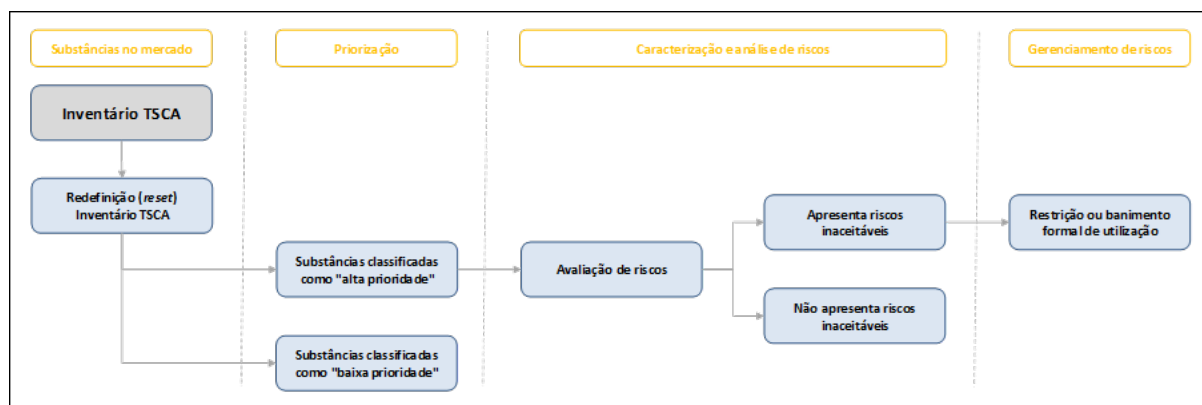 Substâncias no mercado
Priorização
Caracterização e análise de riscos
Gerenciamento de riscos
Inventário TSCA
Redefinição (reset)
Inventário TSCA
Substâncias classificadas
como "alta prioridade"
Substâncias classificadas
como "baixa prioridade"
Avaliação de riscos
Apresenta riscos
inaceitáveis
Não apresenta riscos
inaceitáveis
Restrição ou banimento
formal de utilização